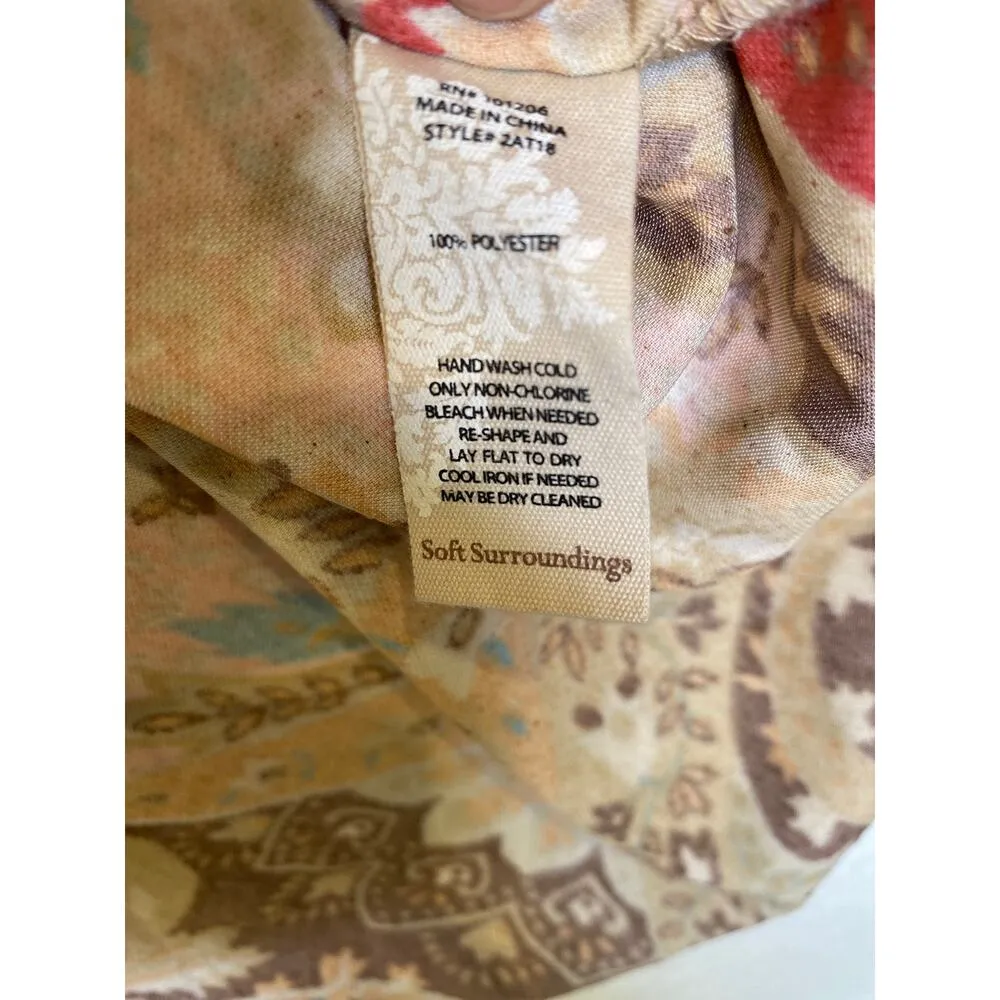 RN# 101206
MADE IN CHINA
STYLE# 2AT18
100% POLYESTER
HAND WASH COLD
ONLY NON-CHLORINE
BLEACH WHEN NEEDED
RE-SHAPE AND
LAY FLAT TO DRY
COOL IRON IF NEEDED
MAY BE DRY CLEANED
Soft Surroundings